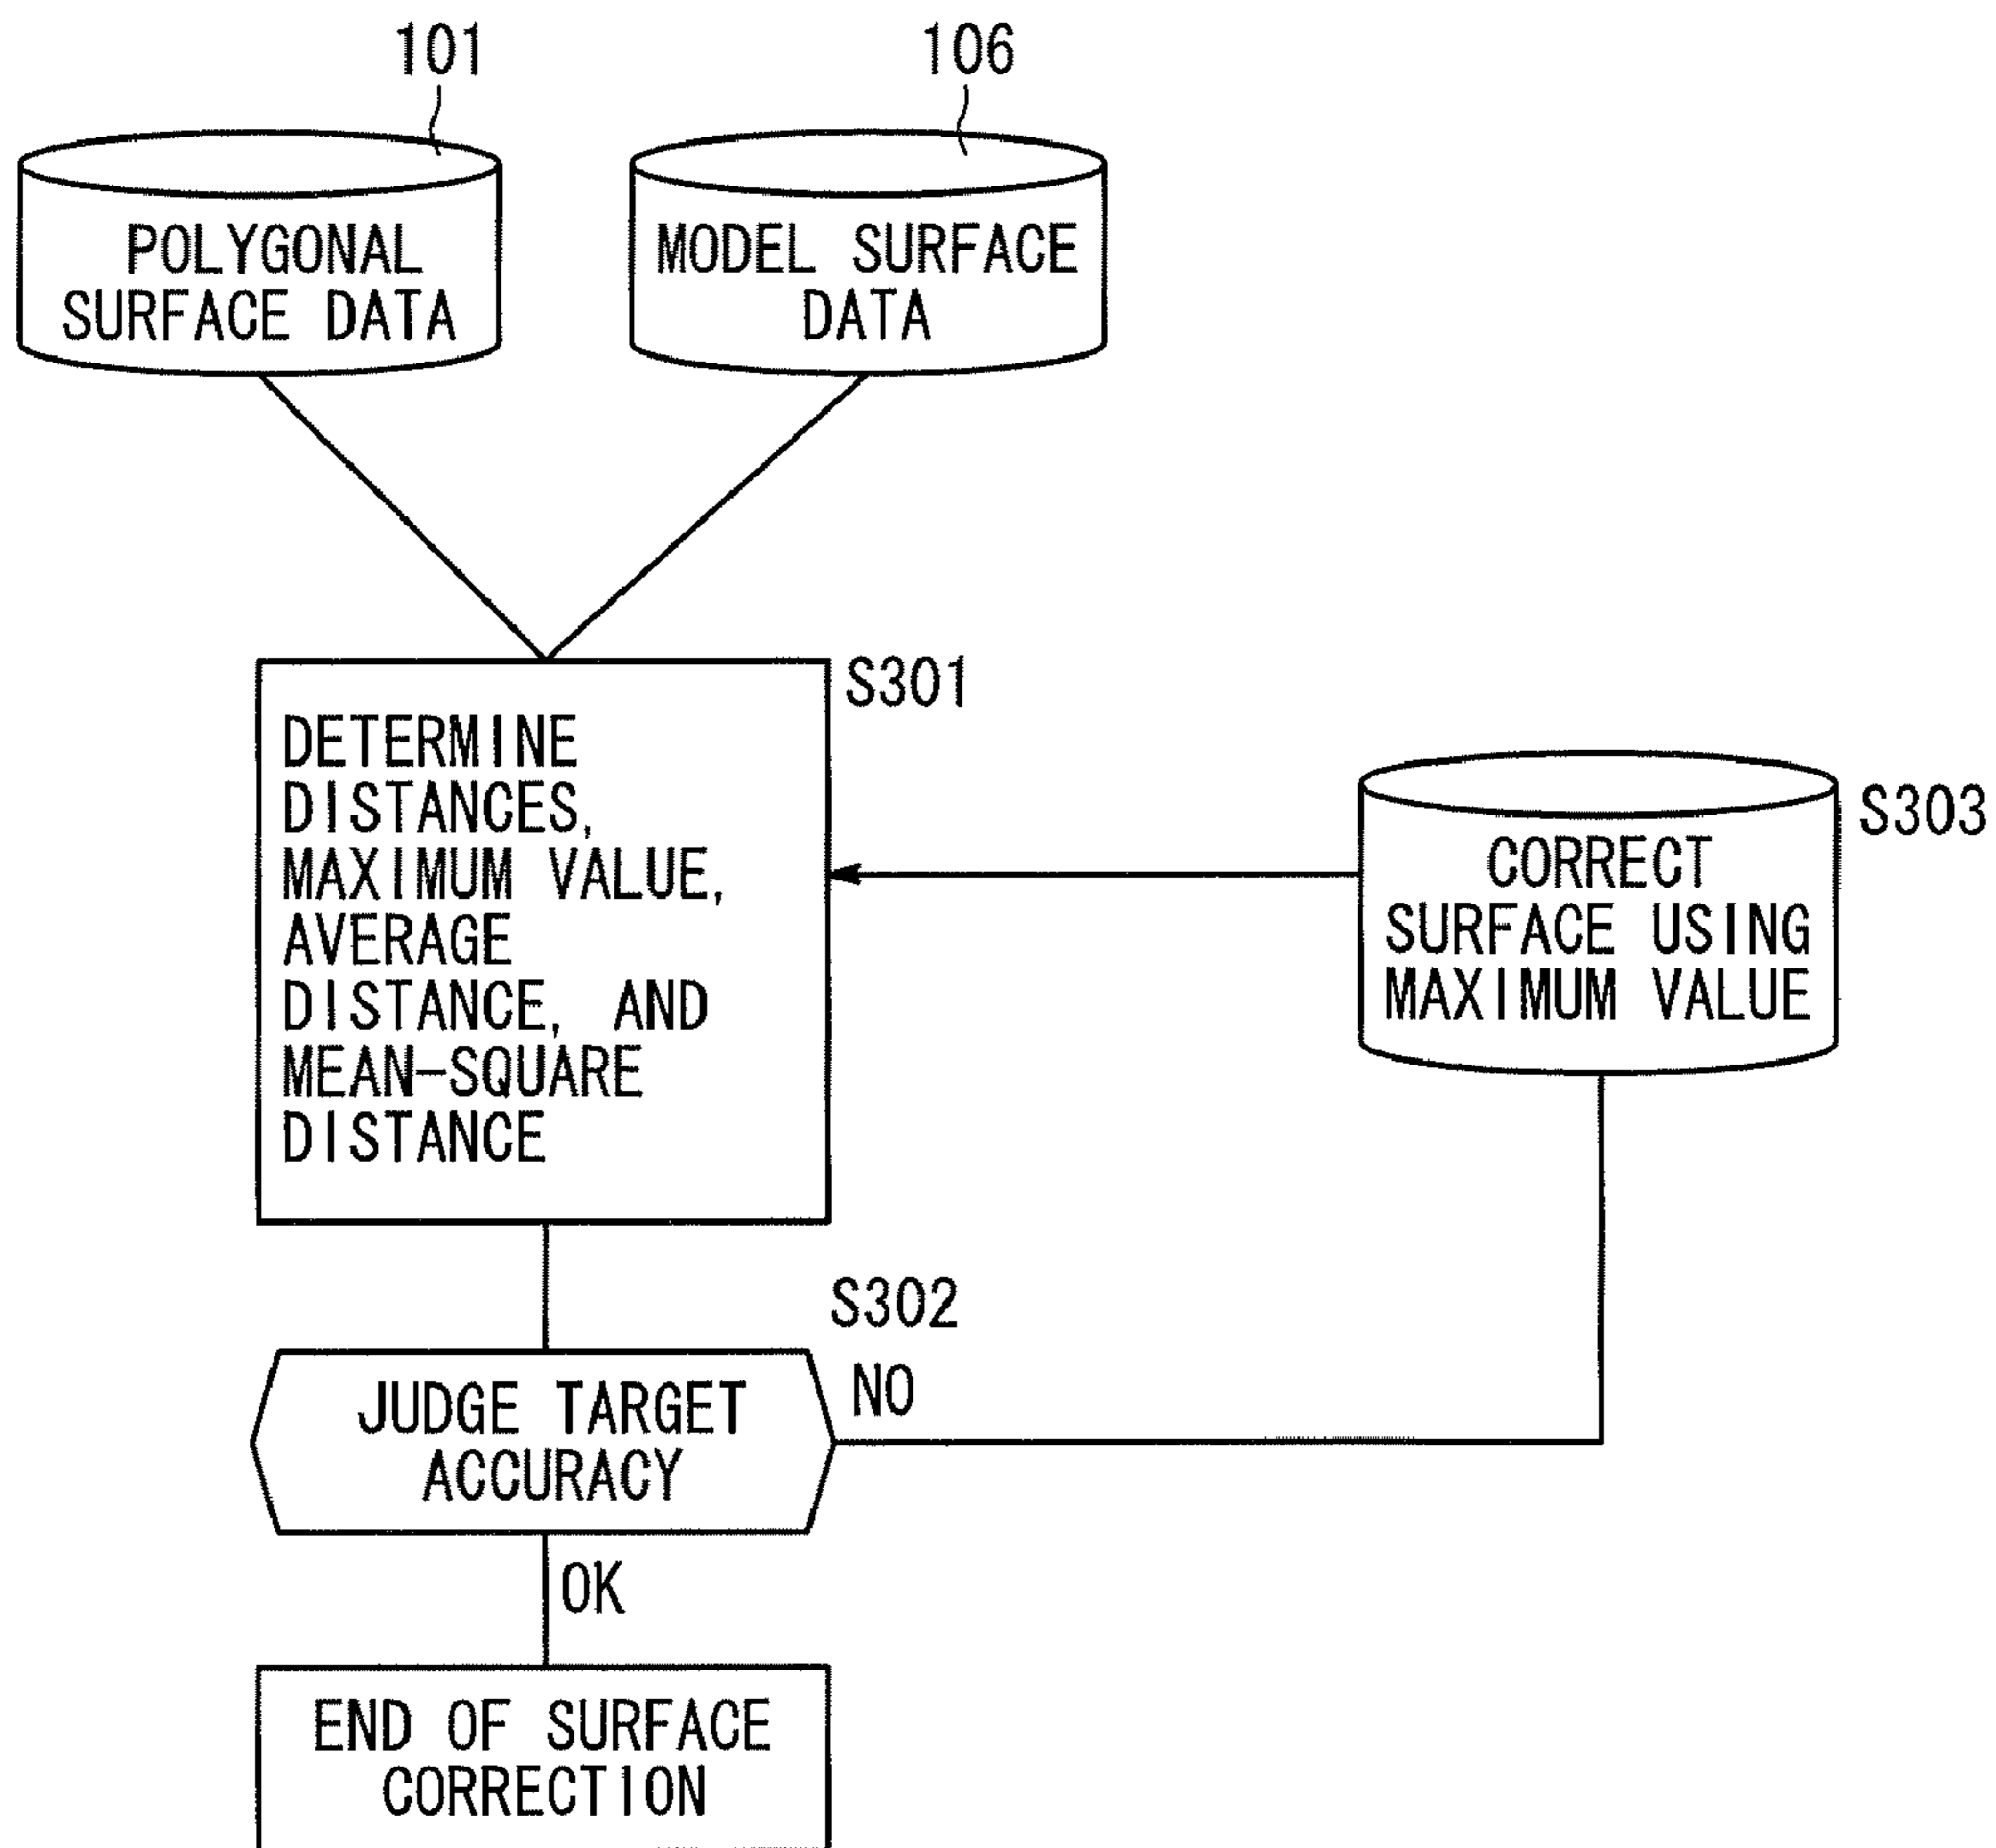 101
106
POLYGONAL
SURFACE DATA
MODEL SURFACE
DATA
S301
DETERMINE
DISTANCES,
MAXIMUM VALUE,
AVERAGE
DISTANCE, AND
MEAN-SQUARE
DISTANCE
S303
CORRECT
SURFACE USING
MAXIMUM VALUE
S302
NO
JUDGE TARGET
ACCURACY
OK
END OF SURFACE
CORRECTION